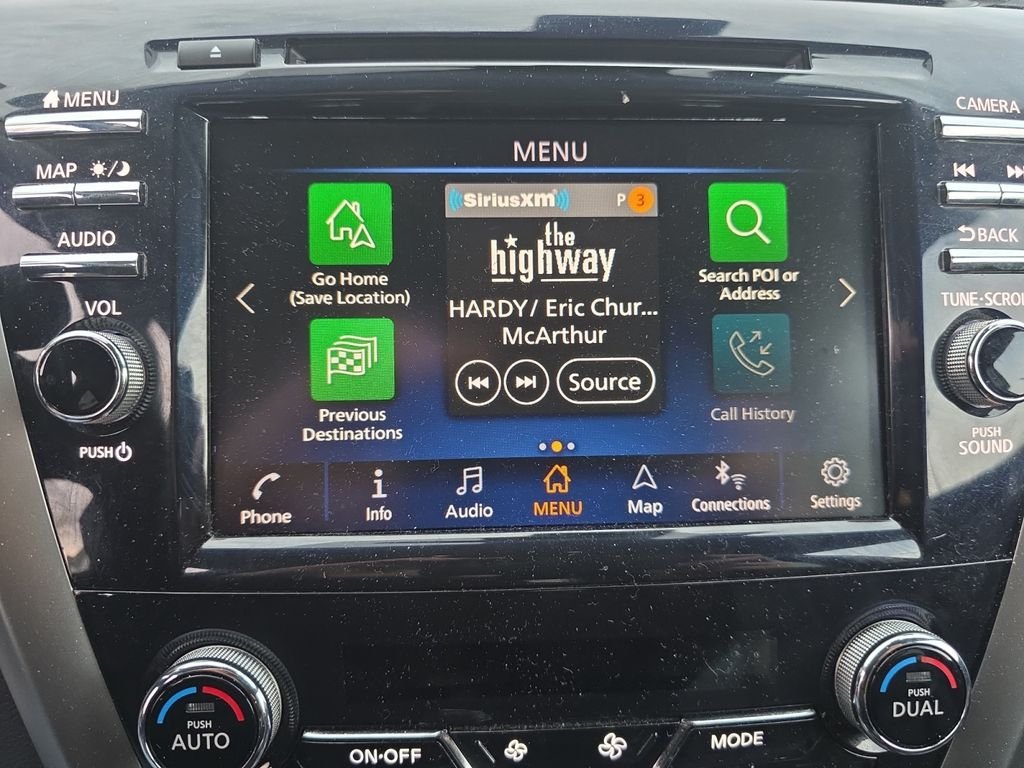 MENU
CAMERA
MAP
AUDIO
BACK
VOL
TUNE·SCROL
PUSH
PUSH
SOUND
MENU
SiriusXM
P 3
the
highway
HARDY/ Eric Chur...
McArthur
Source
Go Home
(Save Location)
Search POI or
Address
Previous
Destinations
Call History
Phone
Info
Audio
MENU
Map
Connections
Settings
PUSH
AUTO
ON·OFF
MODE
PUSH
DUAL